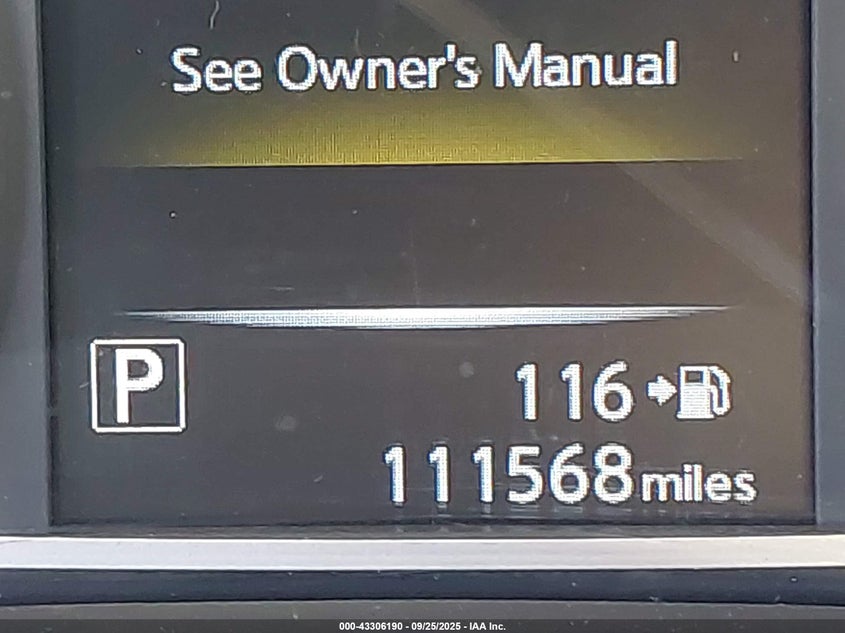 See Owner's Manual
P
116
111568 miles
000-43306190 - 09/25/2025 - IAA Inc.